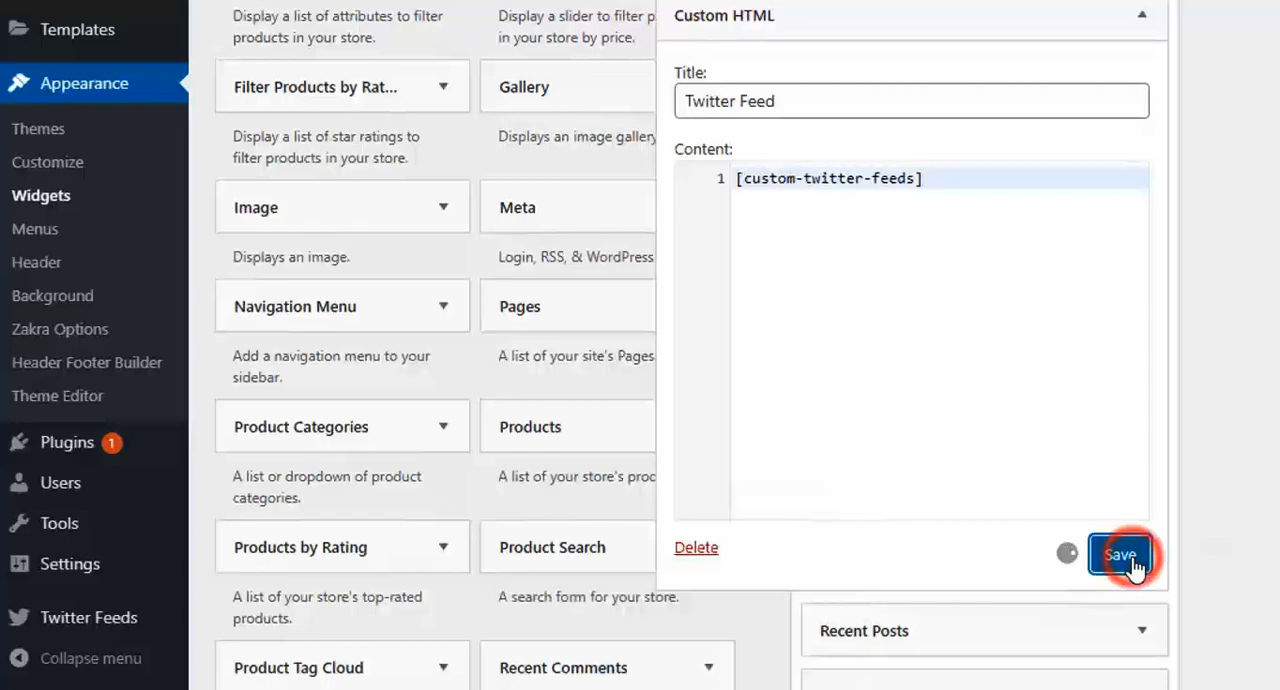 Templates
Appearance
Themes
Customize
Widgets
Menus
Header
Background
Zakra Options
Header Footer Builder
Theme Editor
Plugins 1
Users
Tools
Settings
Twitter Feeds
Collapse menu
Display a list of attributes to filter
products in your store.
Filter Products by Rat...
Display a list of star ratings to
filter products in your store.
Image
Displays an image.
Navigation Menu
Add a navigation menu to your
sidebar.
Product Categories
A list or dropdown of product
categories.
Products by Rating
A list of your store's top-rated
products.
Product Tag Cloud
Display a slider to filter p
in your store by price.
Gallery
Displays an image gallery
Meta
Login, RSS, & WordPress
Pages
A list of your site's Pages
Products
A list of your store's prod
Product Search
A search form for your store.
Recent Comments
Custom HTML
Title:
Twitter Feed
Content:
1 [custom-twitter-feeds]
Delete
Save
Recent Posts